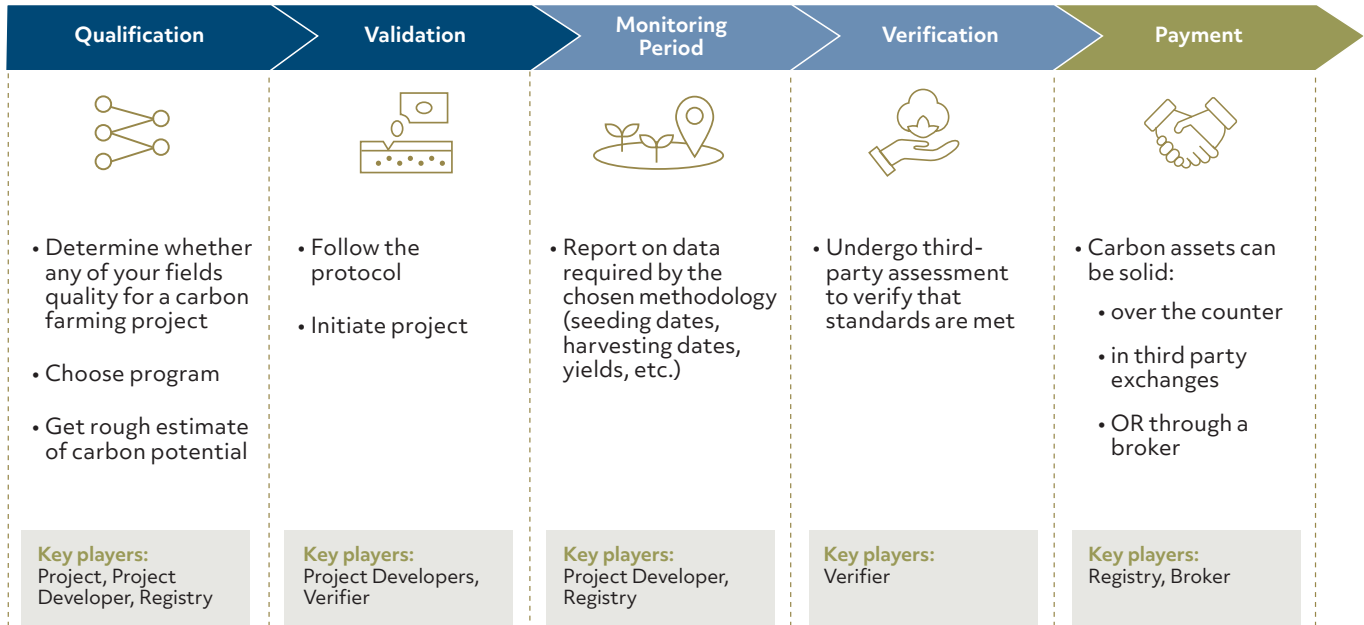 Qualification
Validation
Monitoring
Period
Verification
Payment
• Determine whether
any of your fields
quality for a carbon
farming project
• Choose program
• Get rough estimate
of carbon potential
• Follow the
protocol
• Initiate project
• Report on data
required by the
chosen methodology
(seeding dates,
harvesting dates,
yields, etc.)
• Undergo third-
party assessment
to verify that
standards are met
• Carbon assets can
be solid:
• over the counter
• in third party
exchanges
• OR through a
broker
Key players:
Project, Project
Developer, Registry
Key players:
Project Developers,
Verifier
Key players:
Project Developer,
Registry
Key players:
Verifier
Key players:
Registry, Broker